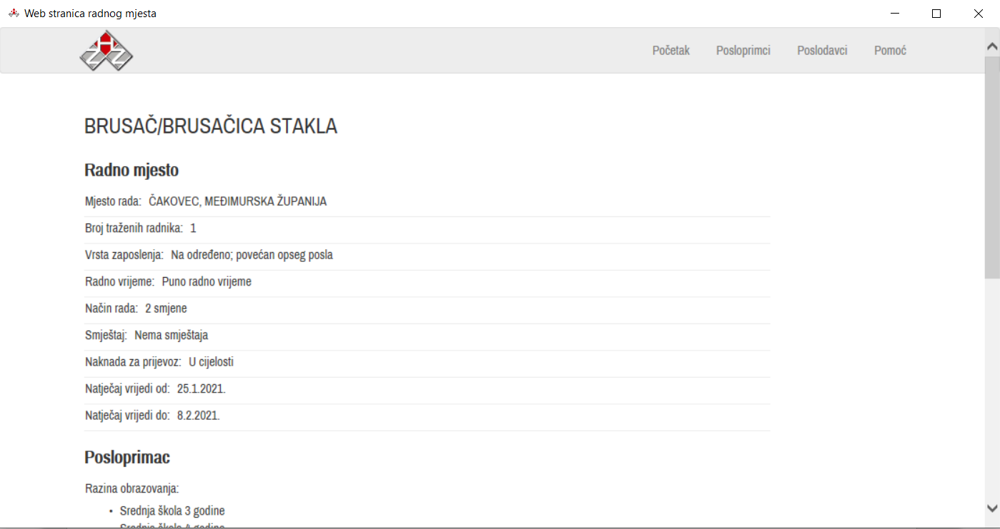 Web stranica radnog mjesta
Početak Posloprimci Poslodavci Pomoć
BRUSAČ/BRUSAČICA STAKLA
Radno mjesto
Mjesto rada: ČAKOVEC, MEĐIMURSKA ŽUPANIJA
Broj traženih radnika: 1
Vrsta zaposlenja: Na određeno; povećan opseg posla
Radno vrijeme: Puno radno vrijeme
Način rada: 2 smjene
Smještaj: Nema smještaja
Naknada za prijevoz: U cijelosti
Natječaj vrijedi od: 25.1.2021.
Natječaj vrijedi do: 8.2.2021.
Posloprimac
Razina obrazovanja:
• Srednja škola 3 godine
• Srednja škola 4 godine